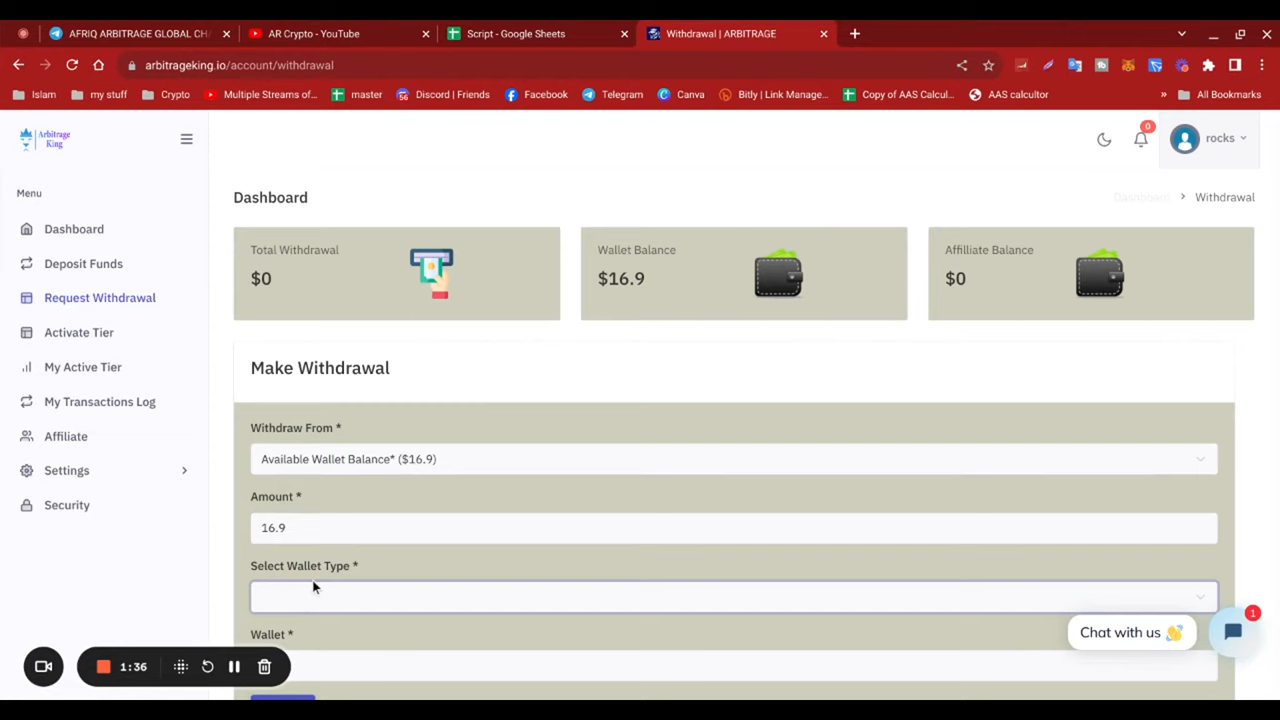 AFRIQ ARBITRAGE GLOBAL CH
AR Crypto - YouTube
Script - Google Sheets
Withdrawal | ARBITRAGE
arbitrageking.io/account/withdrawal
Islam
my stuff
Crypto
Multiple Streams of...
master
Discord | Friends
Facebook
Telegram
Canva
Bitly | Link Manage...
Copy of AAS Calcul...
AAS calcultor
»
All Bookmarks
Arbitrage
King
0
rocks
Menu
Dashboard
Deposit Funds
Request Withdrawal
Activate Tier
My Active Tier
My Transactions Log
Affiliate
Settings
Security
Dashboard
Dashboard > Withdrawal
Total Withdrawal
$0
Wallet Balance
$16.9
Affilliate Balance
$0
Make Withdrawal
Withdraw From *
Available Wallet Balance* ($16.9)
Amount *
16.9
Select Wallet Type *
Wallet *
Chat with us 👋
1
1:36